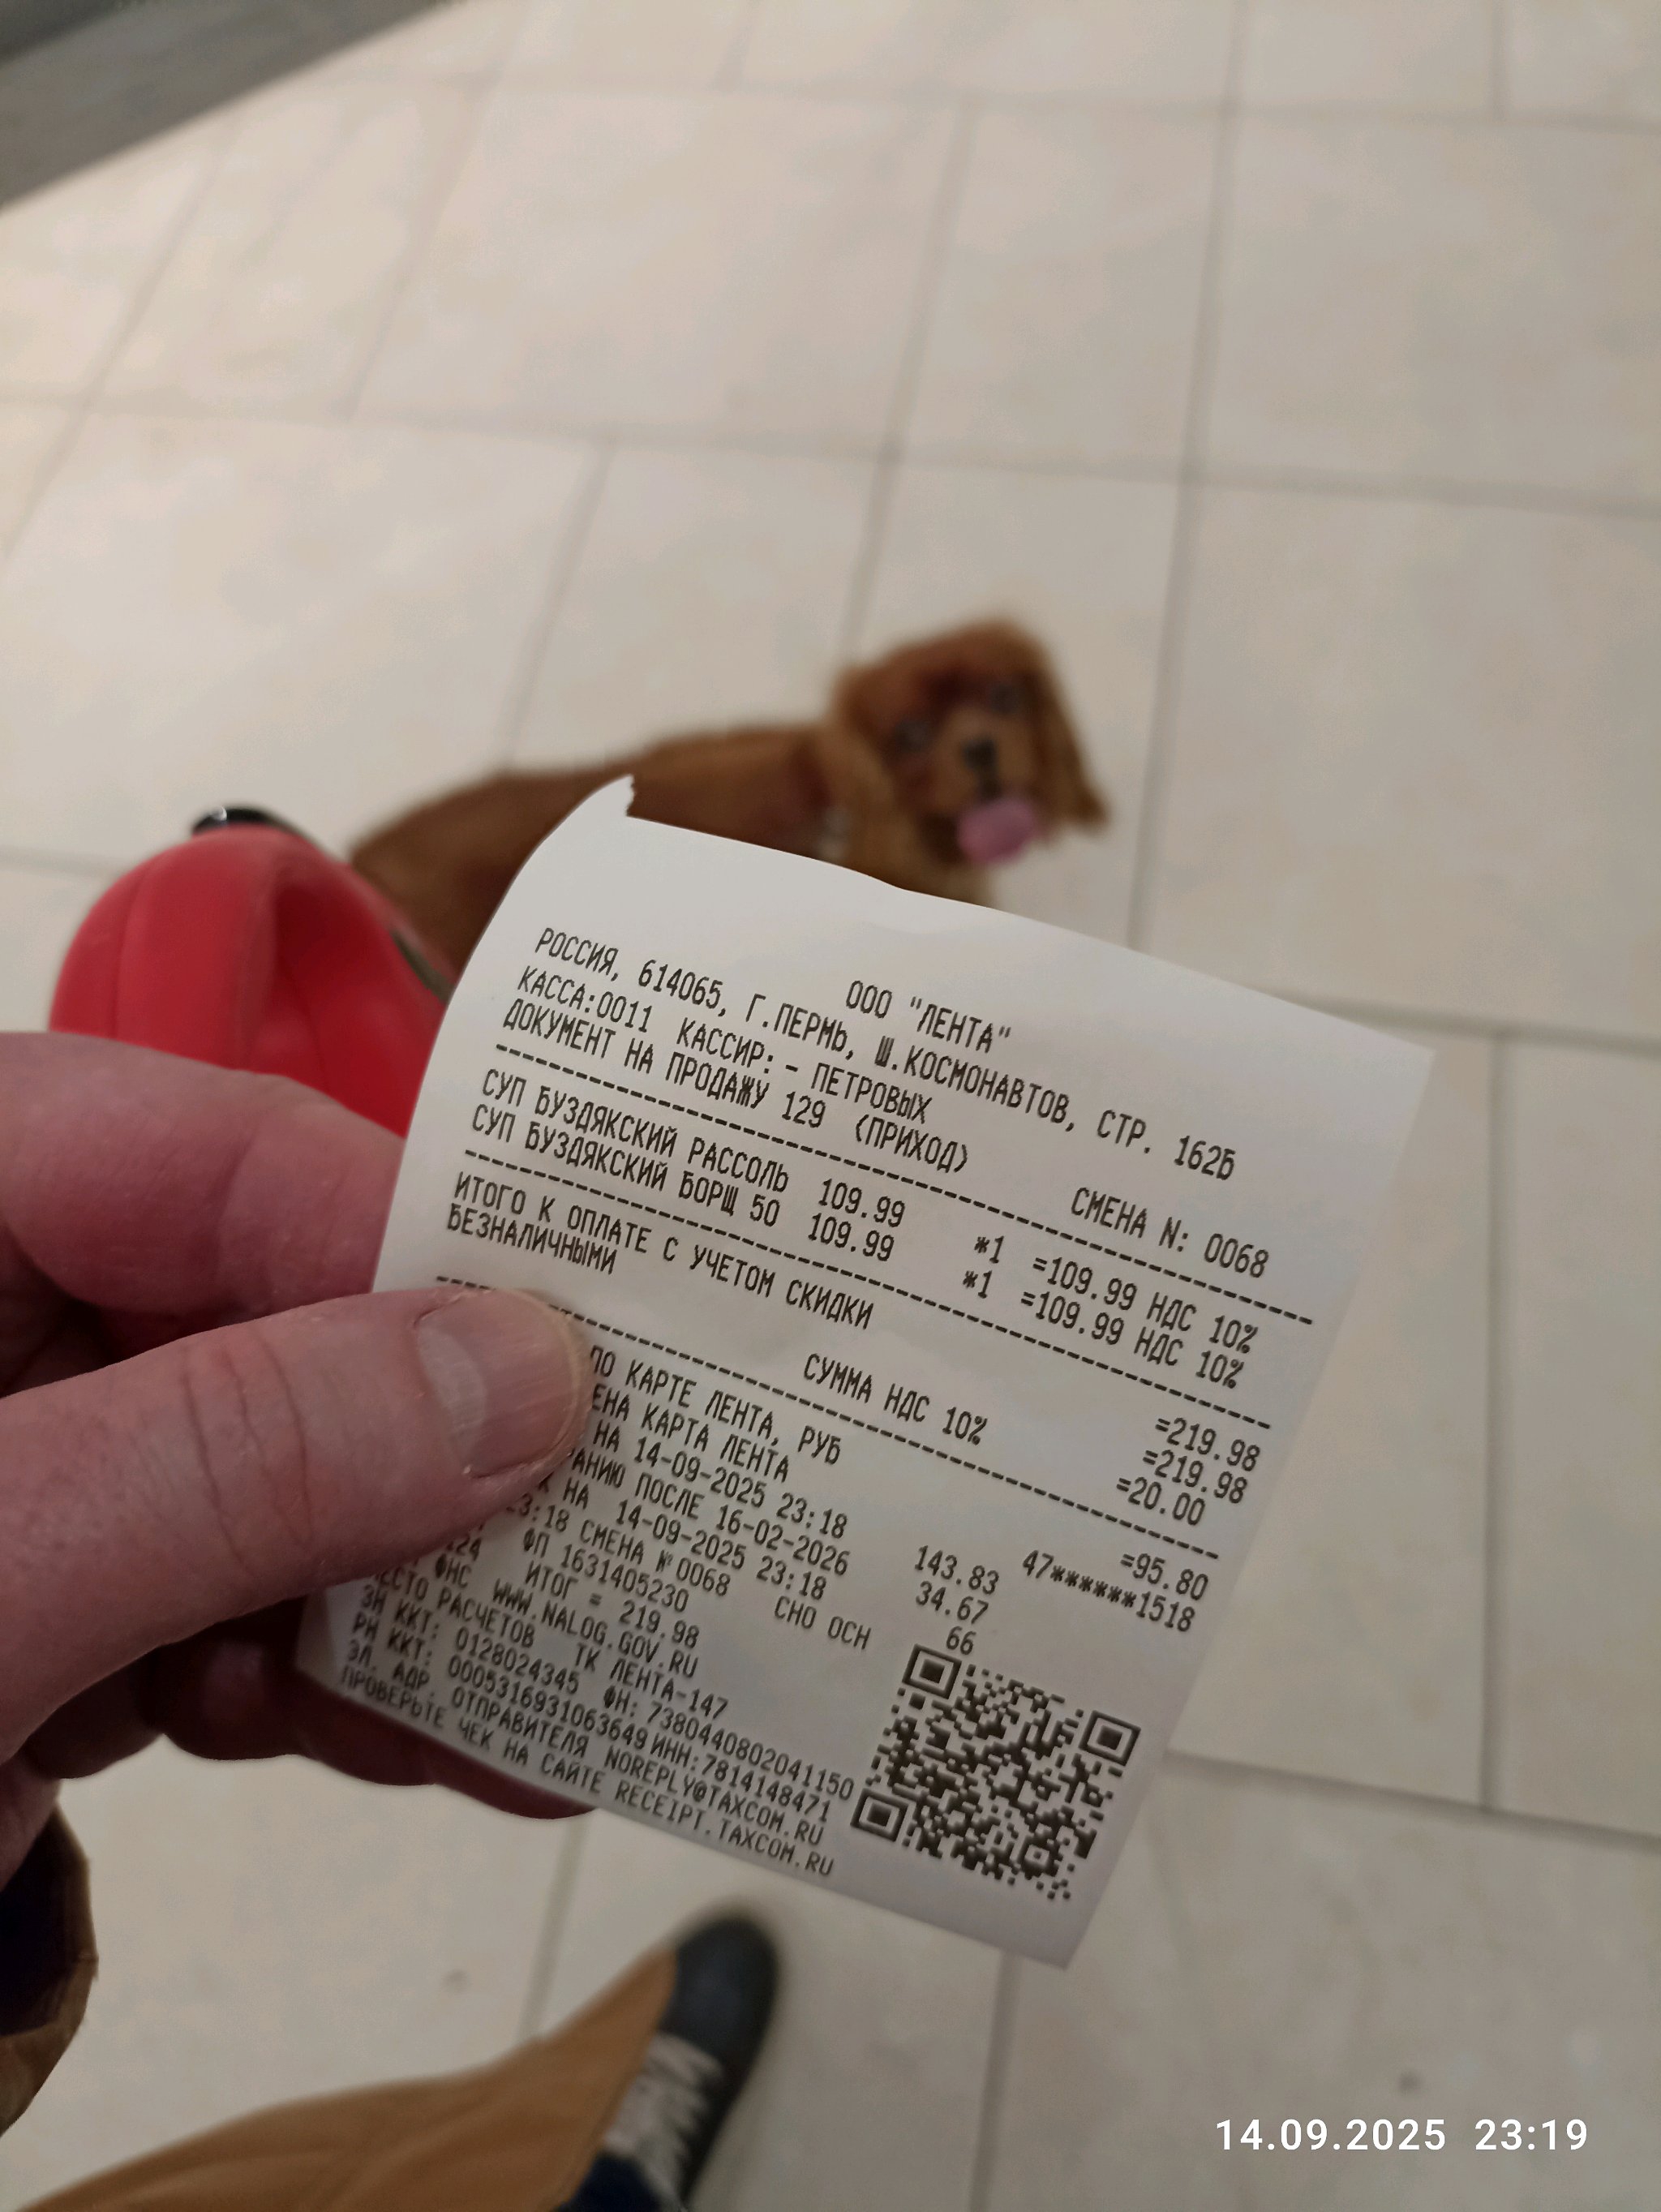 ООО "ЛЕНТА"
РОССИЯ, 614065, Г.ПЕРМЬ, Ш.КОСМОНАВТОВ, СТР. 162Б
КАССА:0011 КАССИР: - ПЕТРОВЫХ СМЕНА N: 0068
ДОКУМЕНТ НА ПРОДАЖУ 129 (ПРИХОД)
СУП БУЗДЯКСКИЙ РАССОЛЬ 109.99 *1 =109.99 НДС 10%
СУП БУЗДЯКСКИЙ БОРЩ 50 109.99 *1 =109.99 НДС 10%
ИТОГО К ОПЛАТЕ С УЧЕТОМ СКИДКИ =219.98
БЕЗНАЛИЧНЫМИ =219.98
СУММА НДС 10% =20.00
ПО КАРТЕ ЛЕНТА, РУБ =95.80
КАРТА ЛЕНТА 47******1518
НА 14-09-2025 23:18 143.83
ПОСЛЕ 16-02-2026 34.67
НА 14-09-2025 23:18 66
23:18 СМЕНА №0068 СНО ОСН
ФП 1631405230
ИТОГ = 219.98
ФНС WWW.NALOG.GOV.RU
МЕСТО РАСЧЕТОВ ТК ЛЕНТА-147
ЗН ККТ: 0128024345 ФН: 7380440802041150
РН ККТ: 0005316931063649 ИНН:7814148471
ЭЛ. АДР. ОТПРАВИТЕЛЯ NOREPLY@TAXCOM.RU
ПРОВЕРЬТЕ ЧЕК НА САЙТЕ RECEIPT.TAXCOM.RU
14.09.2025 23:19